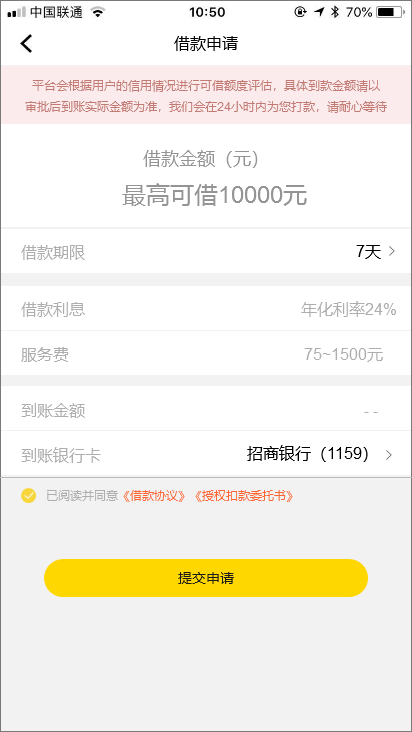 中国联通 10:50 70%
借款申请
平台会根据用户的信用情况进行可借额度评估，具体到款金额请以
审批后到账实际金额为准，我们会在24小时内为您打款，请耐心等待
借款金额（元）
最高可借10000元
借款期限 7天
借款利息 年化利率24%
服务费 75~1500元
到账金额 - -
到账银行卡 招商银行（1159）
已阅读并同意《借款协议》《授权扣款委托书》
提交申请